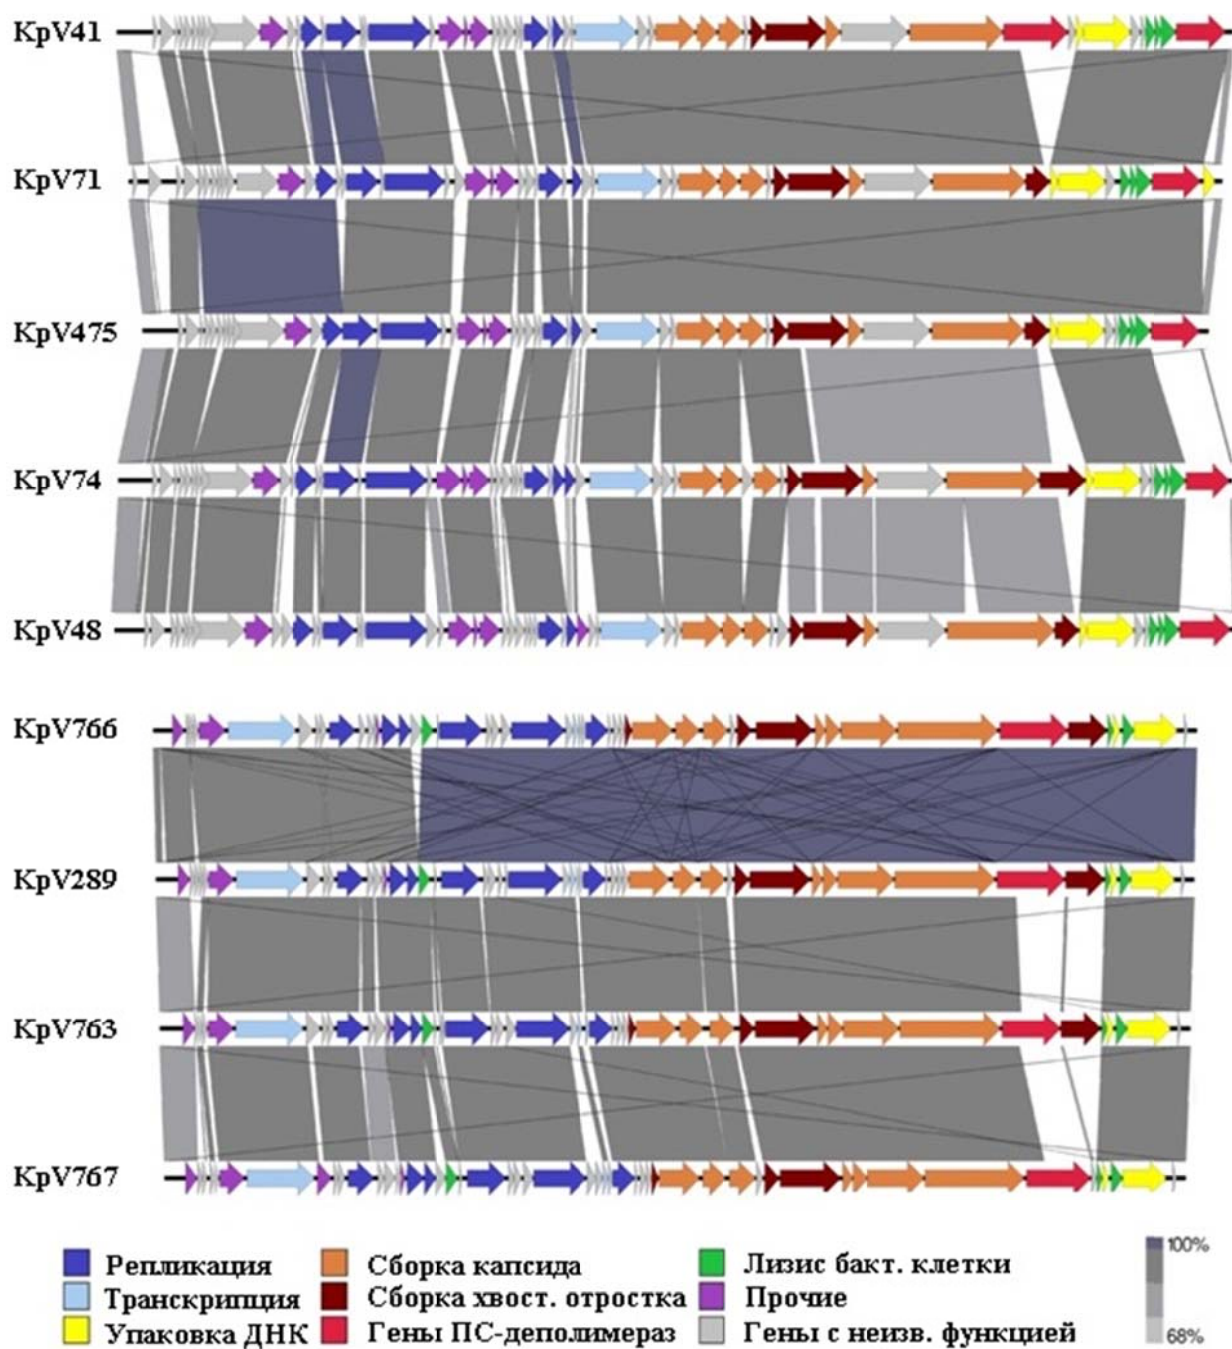 KpV41
KpV71
KpV475
KpV74
KpV48
KpV766
KpV289
KpV763
KpV767
Репликация Сборка капсида Лизис бакт. клетки 100%
Транскрипция Сборка хвост. отростка Прочие
Упаковка ДНК Гены ПС-деполимераз Гены с неизв. функцией 68%